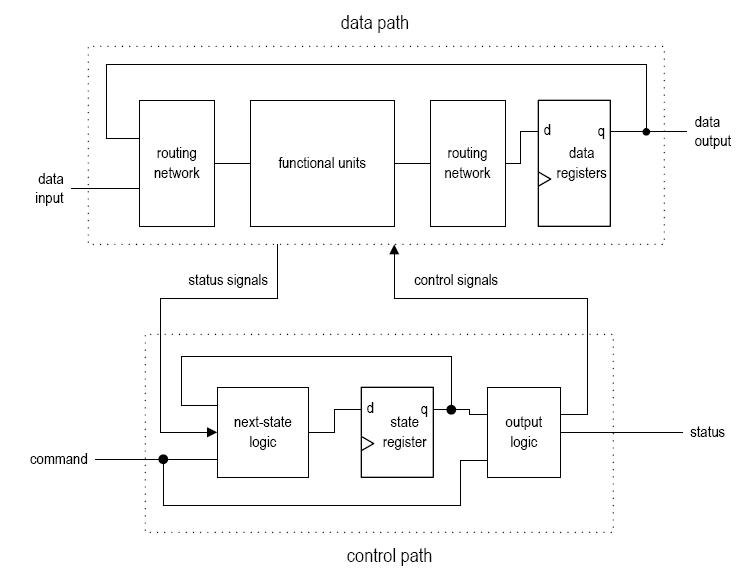 data path
routing
network
functional units
routing
network
d
q
data
registers
data
output
data
input
status signals
control signals
next-state
logic
d
q
state
register
output
logic
status
command
control path